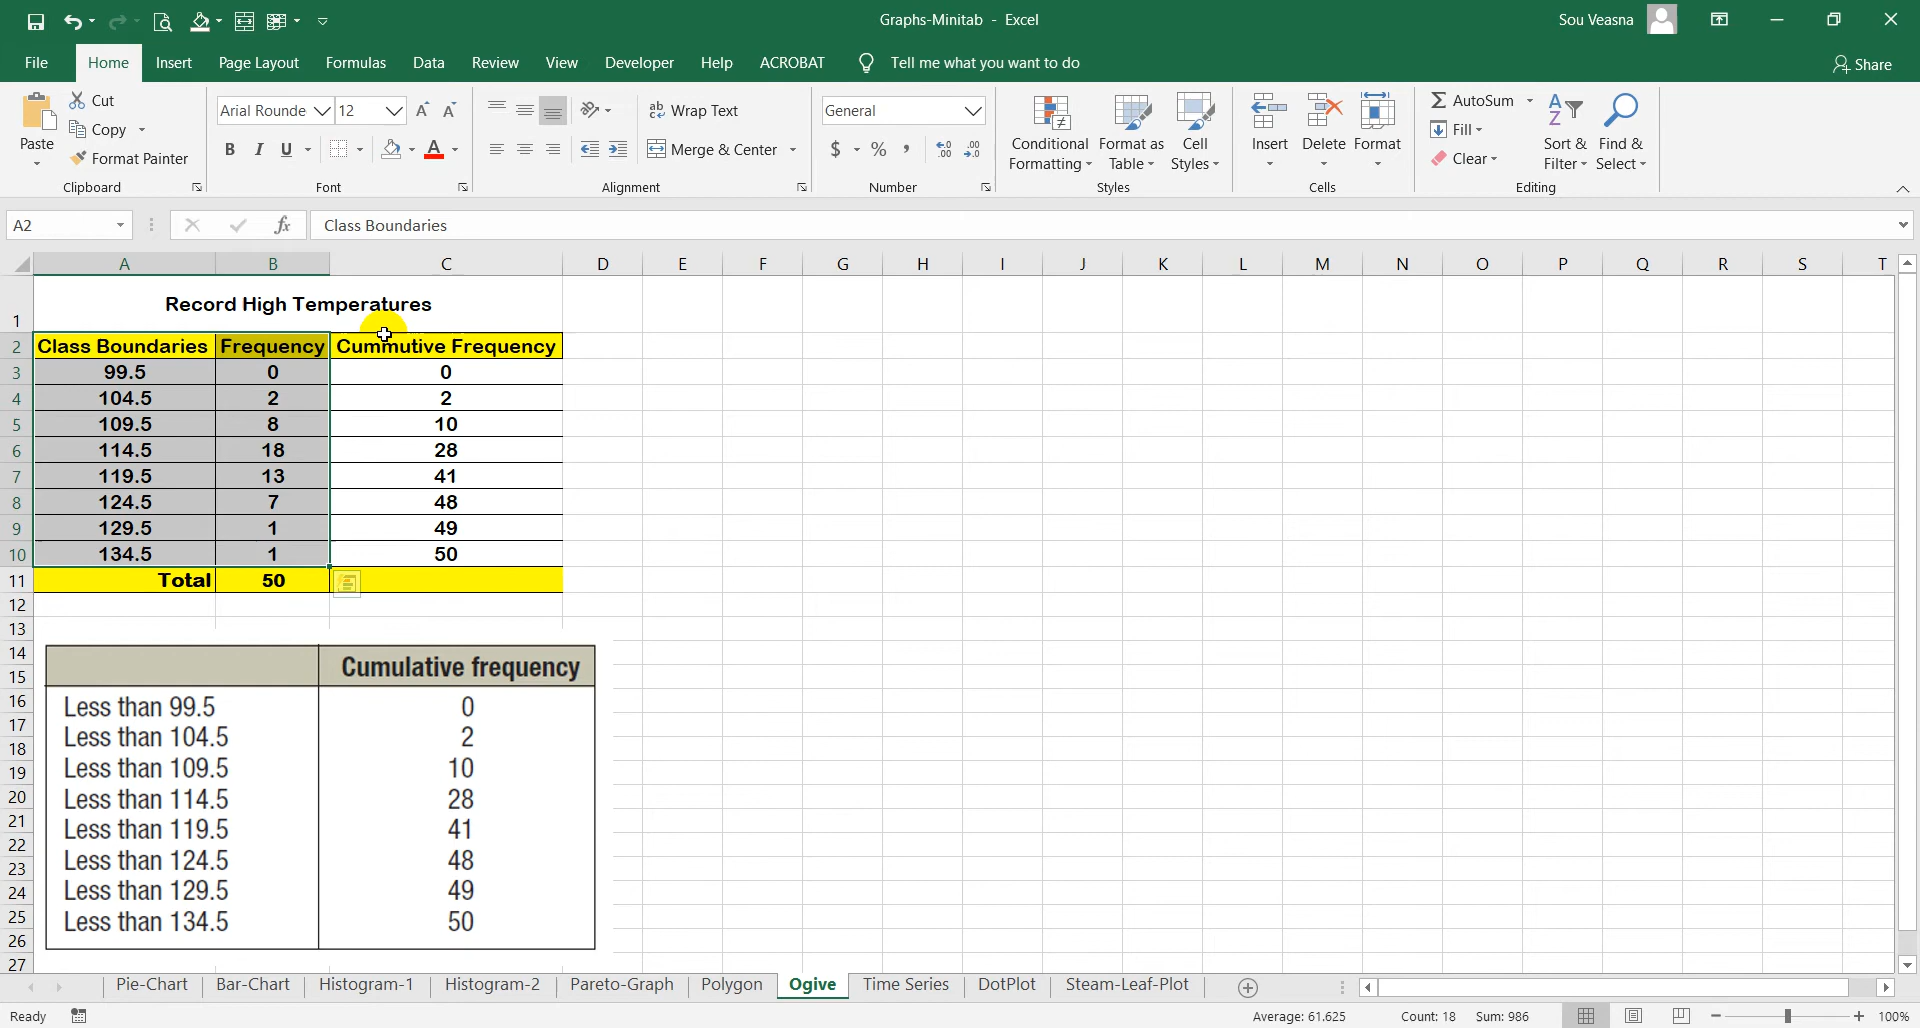 Graphs-Minitab - Excel
Sou Veasna
File Home Insert Page Layout Formulas Data Review View Developer Help ACROBAT Tell me what you want to do Share
Paste
Cut
Copy
Format Painter
Clipboard
Arial Rounde 12
B I U A
Font
ab Wrap Text
Merge & Center
Alignment
General
$ % ,
Number
Conditional Formatting
Format as Table
Cell Styles
Styles
Insert Delete Format
Cells
AutoSum
Fill
Clear
Sort & Filter
Find & Select
Editing
A2 fx Class Boundaries
A B C D E F G H I J K L M N O P Q R S T
1 Record High Temperatures
2 Class Boundaries Frequency Cummutive Frequency
3 99.5 0 0
4 104.5 2 2
5 109.5 8 10
6 114.5 18 28
7 119.5 13 41
8 124.5 7 48
9 129.5 1 49
10 134.5 1 50
11 Total 50
12
13
14
15
16
17
18
19
20
21
22
23
24
25
26
27
Cumulative frequency
Less than 99.5 0
Less than 104.5 2
Less than 109.5 10
Less than 114.5 28
Less than 119.5 41
Less than 124.5 48
Less than 129.5 49
Less than 134.5 50
Pie-Chart Bar-Chart Histogram-1 Histogram-2 Pareto-Graph Polygon Ogive Time Series DotPlot Steam-Leaf-Plot
Ready Average: 61.625 Count: 18 Sum: 986 100%